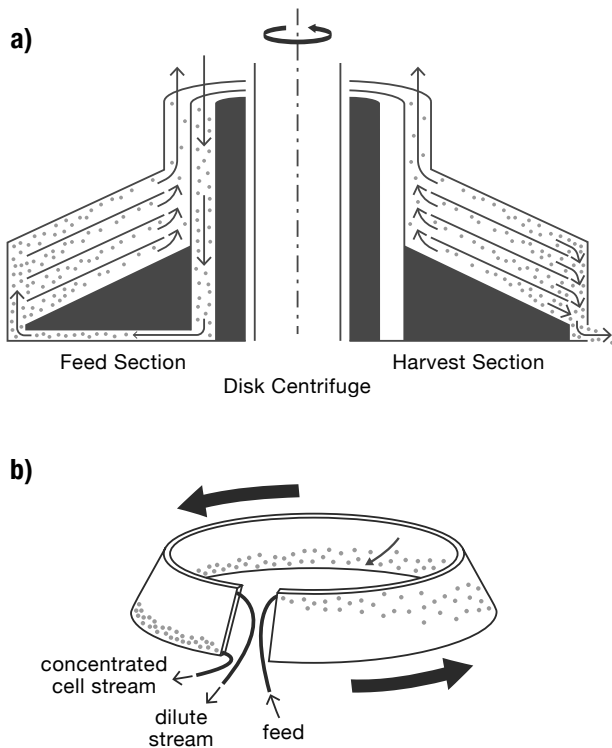 a)
Feed Section
Harvest Section
Disk Centrifuge
b)
concentrated
cell stream
dilute
stream
feed